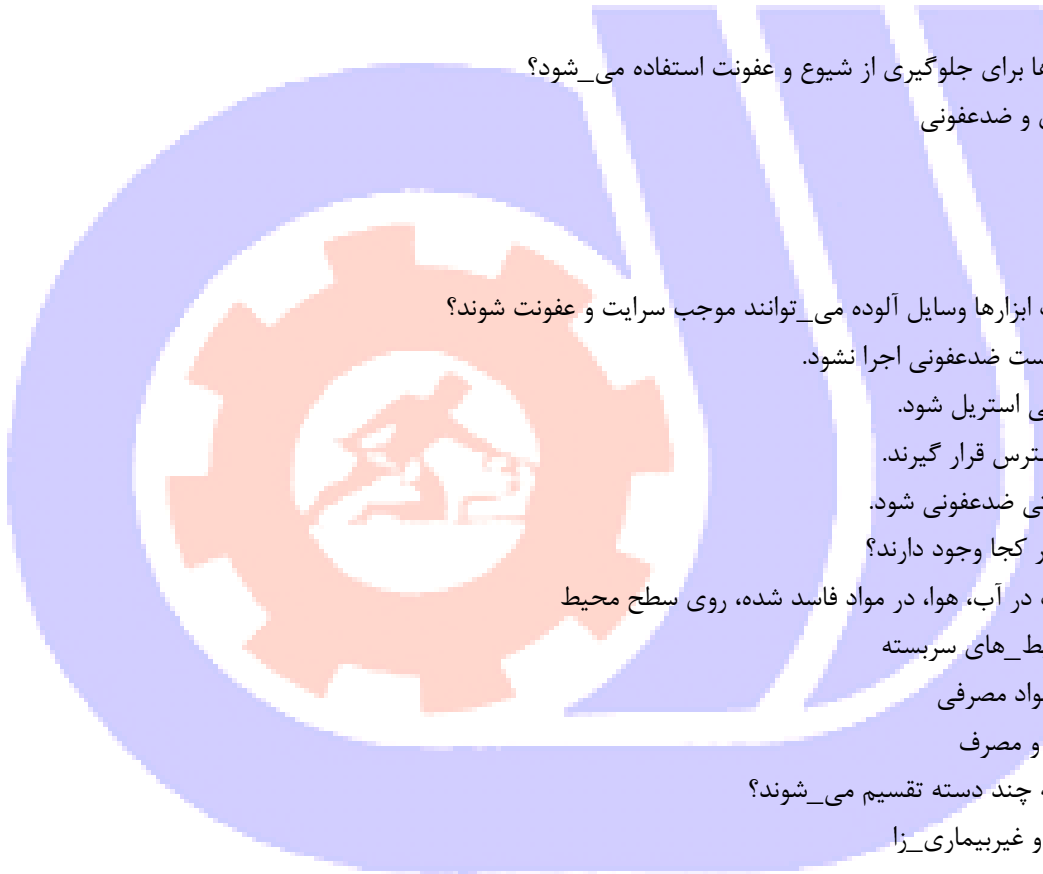 ها برای جلوگیری از شیوع و عفونت استفاده می_شود؟
و ضدعفونی
ابزارها وسایل آلوده می_توانند موجب سرایت و عفونت شوند؟
ست ضدعفونی اجرا نشود.
استریل شود.
ترس قرار گیرند.
ضدعفونی شود.
کجا وجود دارند؟
در آب، هوا، در مواد فاسد شده، روی سطح محیط
ط_های سربسته
واد مصرفی
و مصرف
چند دسته تقسیم می_شوند؟
و غیربیماری_زا